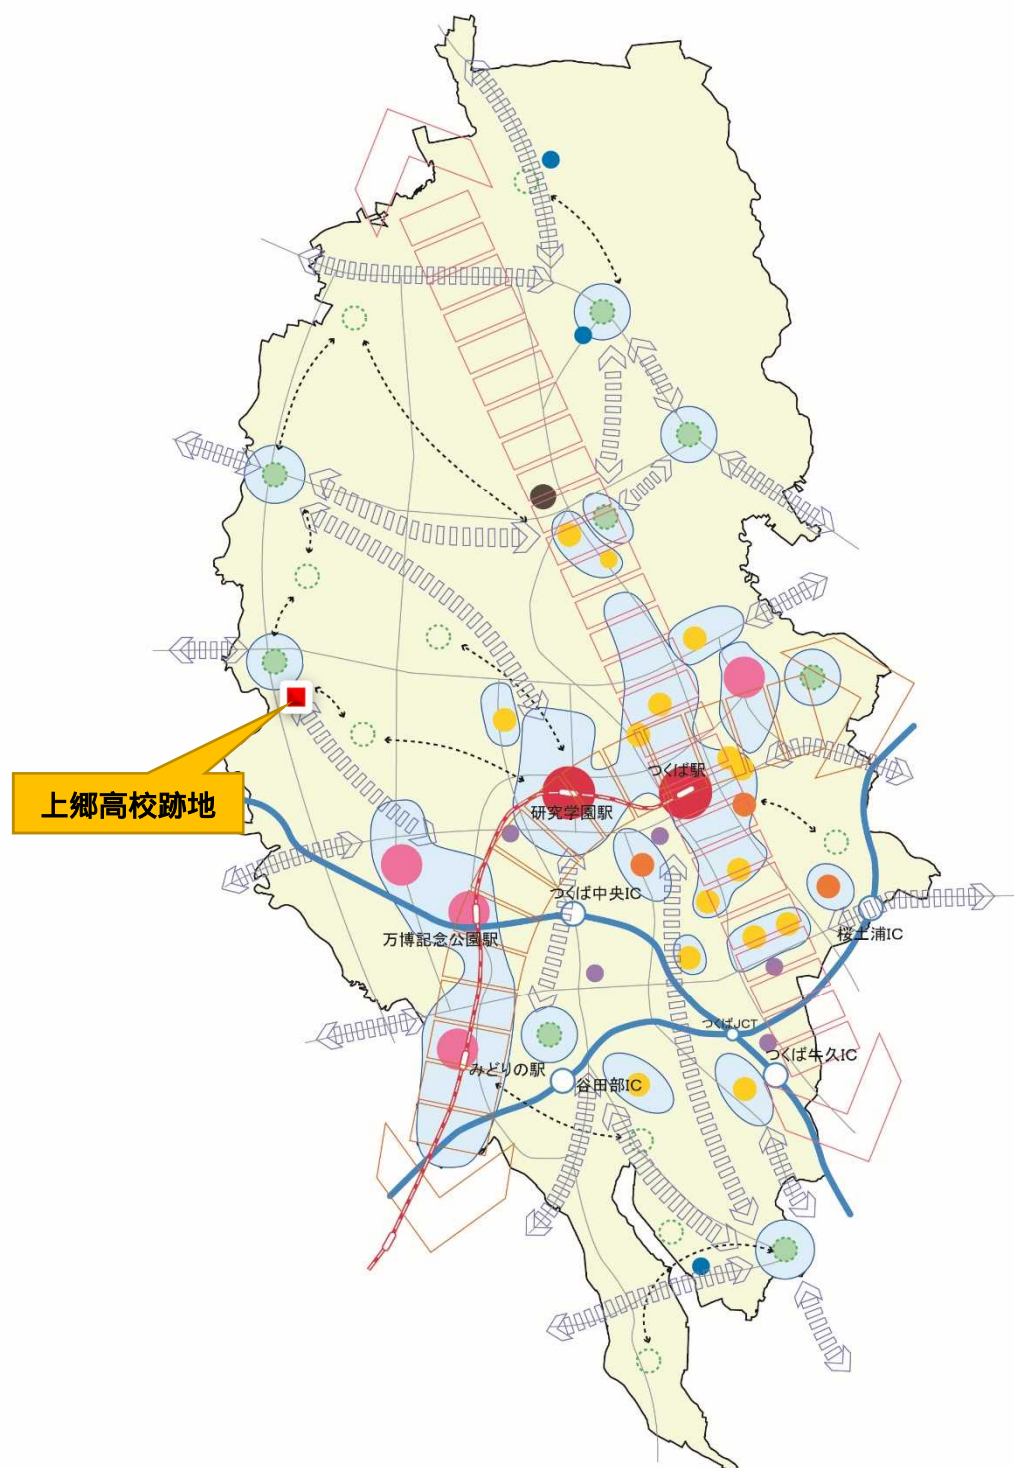 つくば駅
研究学園駅
上郷高校跡地
つくば中央IC
万博記念公園駅
桜土浦IC
つくばJCT
つくば牛久IC
みどりの駅
谷田部IC